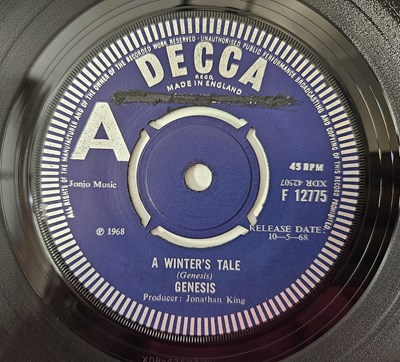 ALL RIGHTS OF THE MANUFACTURER AND OF THE OWNER OF THE RECORDED WORK RESERVED · UNAUTHORISED PUBLIC PERFORMANCE BROADCASTING AND COPYING OF THIS RECORD PROHIBITED
DECCA
REGD.
MADE IN ENGLAND
A
45 RPM
XDR 42507
Jonjo Music
F 12775
℗ 1968
RELEASE DATE:
10-5-68
A WINTER'S TALE
(Genesis)
GENESIS
Producer: Jonathan King